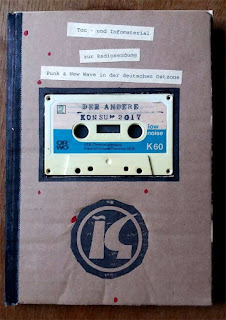 Ton - und Infomaterial
zur Radiosendung
Punk & New Wave in der deutschen Ostzone
DER ANDERE
KONSUM 2017
low
noise
ORWO
K60